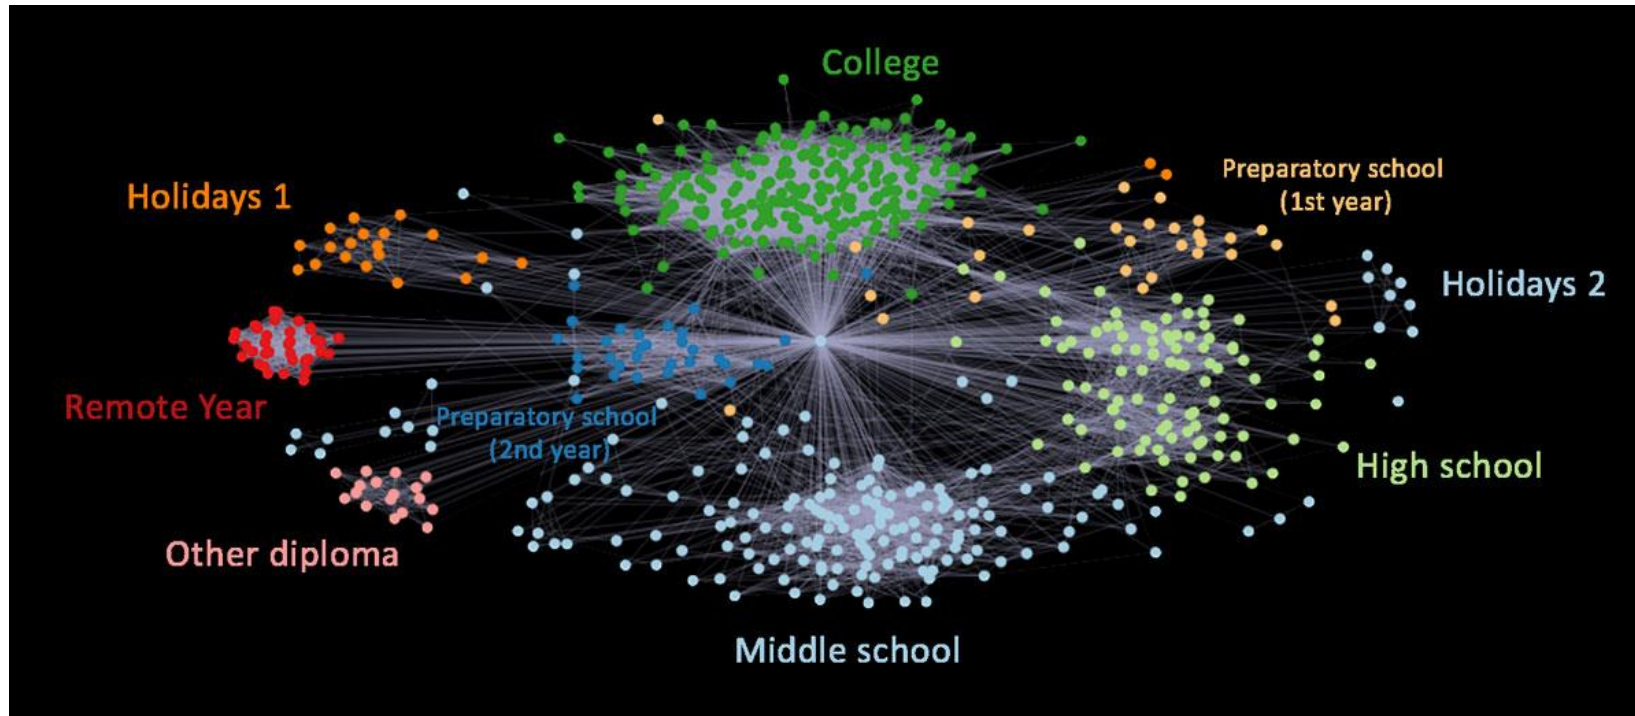 College
Preparatory school
(1st year)
Holidays 1
Holidays 2
Remote Year
Preparatory school
(2nd year)
High school
Other diploma
Middle school